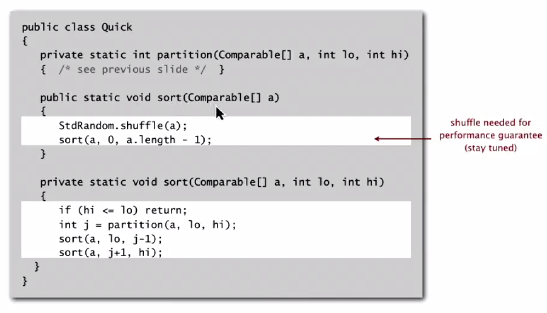 public class Quick
{
private static int partition(Comparable[] a, int lo, int hi)
{ /* see previous slide */ }
public static void sort(Comparable[] a)
{
StdRandom.shuffle(a);
sort(a, 0, a.length - 1);
}
private static void sort(Comparable[] a, int lo, int hi)
{
if (hi <= lo) return;
int j = partition(a, lo, hi);
sort(a, lo, j-1);
sort(a, j+1, hi);
}
}
shuffle needed for
performance guarantee
(stay tuned)